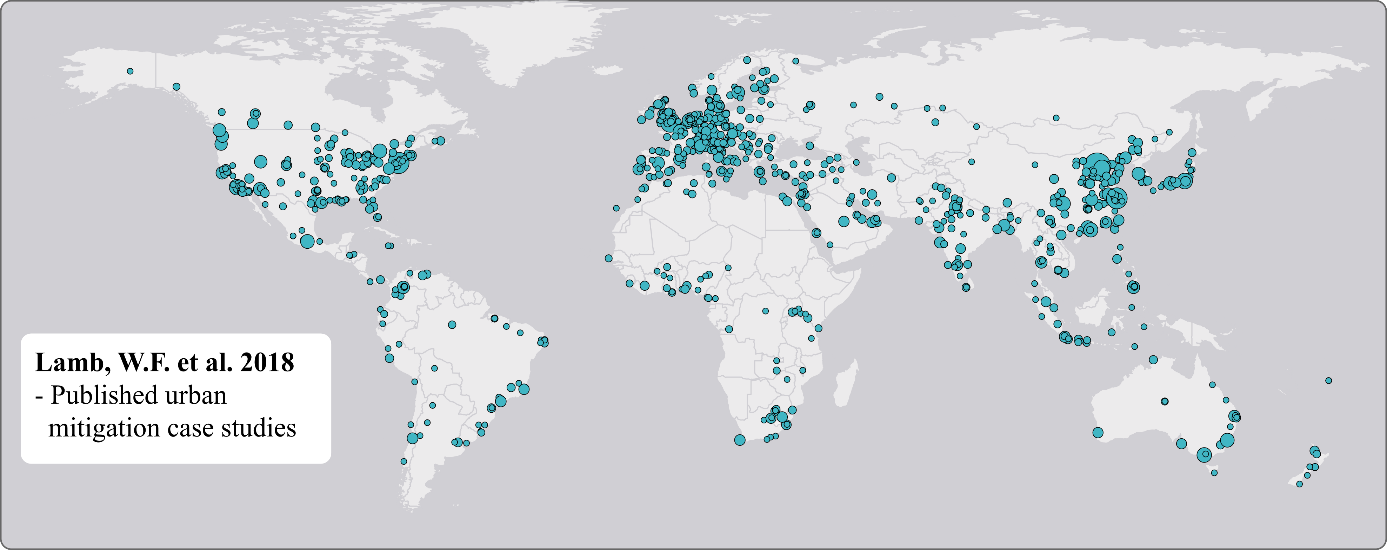 Lamb, W.F. et al. 2018
- Published urban
mitigation case studies